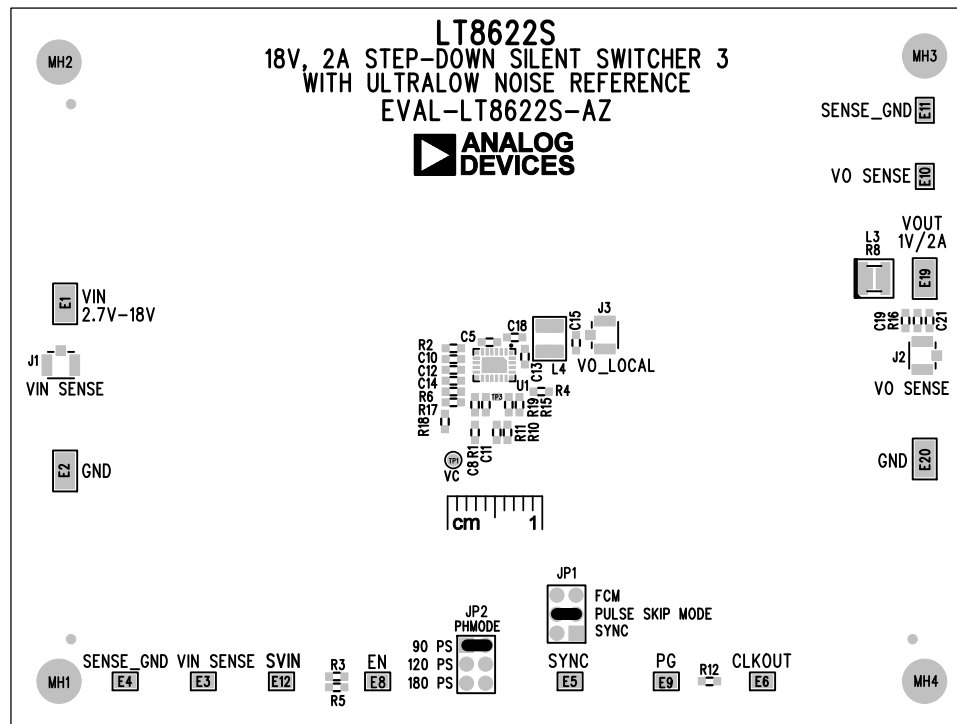 LT8622S
18V, 2A STEP-DOWN SILENT SWITCHER 3
WITH ULTRALOW NOISE REFERENCE
EVAL-LT8622S-AZ
ANALOG
DEVICES
MH2
MH3
SENSE_GND E11
VO SENSE E10
VOUT
1V/2A
L3
R8
E19
E1
VIN
2.7V-18V
C19
R16
C21
J1
VIN SENSE
J2
VO SENSE
C5
C18
C15
J3
R2
C10
C12
C14
R6
R17
R18
U1
C13
L4
VO_LOCAL
TP3
R19
R15
R4
C8
R1
C11
R11
R10
TP1
VC
E2
GND
GND
E20
cm 1
JP1
FCM
PULSE SKIP MODE
SYNC
JP2
PHMODE
90 PS
120 PS
180 PS
MH1
SENSE_GND
E4
VIN SENSE
E3
SVIN
E12
R3
R5
EN
E8
SYNC
E5
PG
E9
R12
CLKOUT
E6
MH4